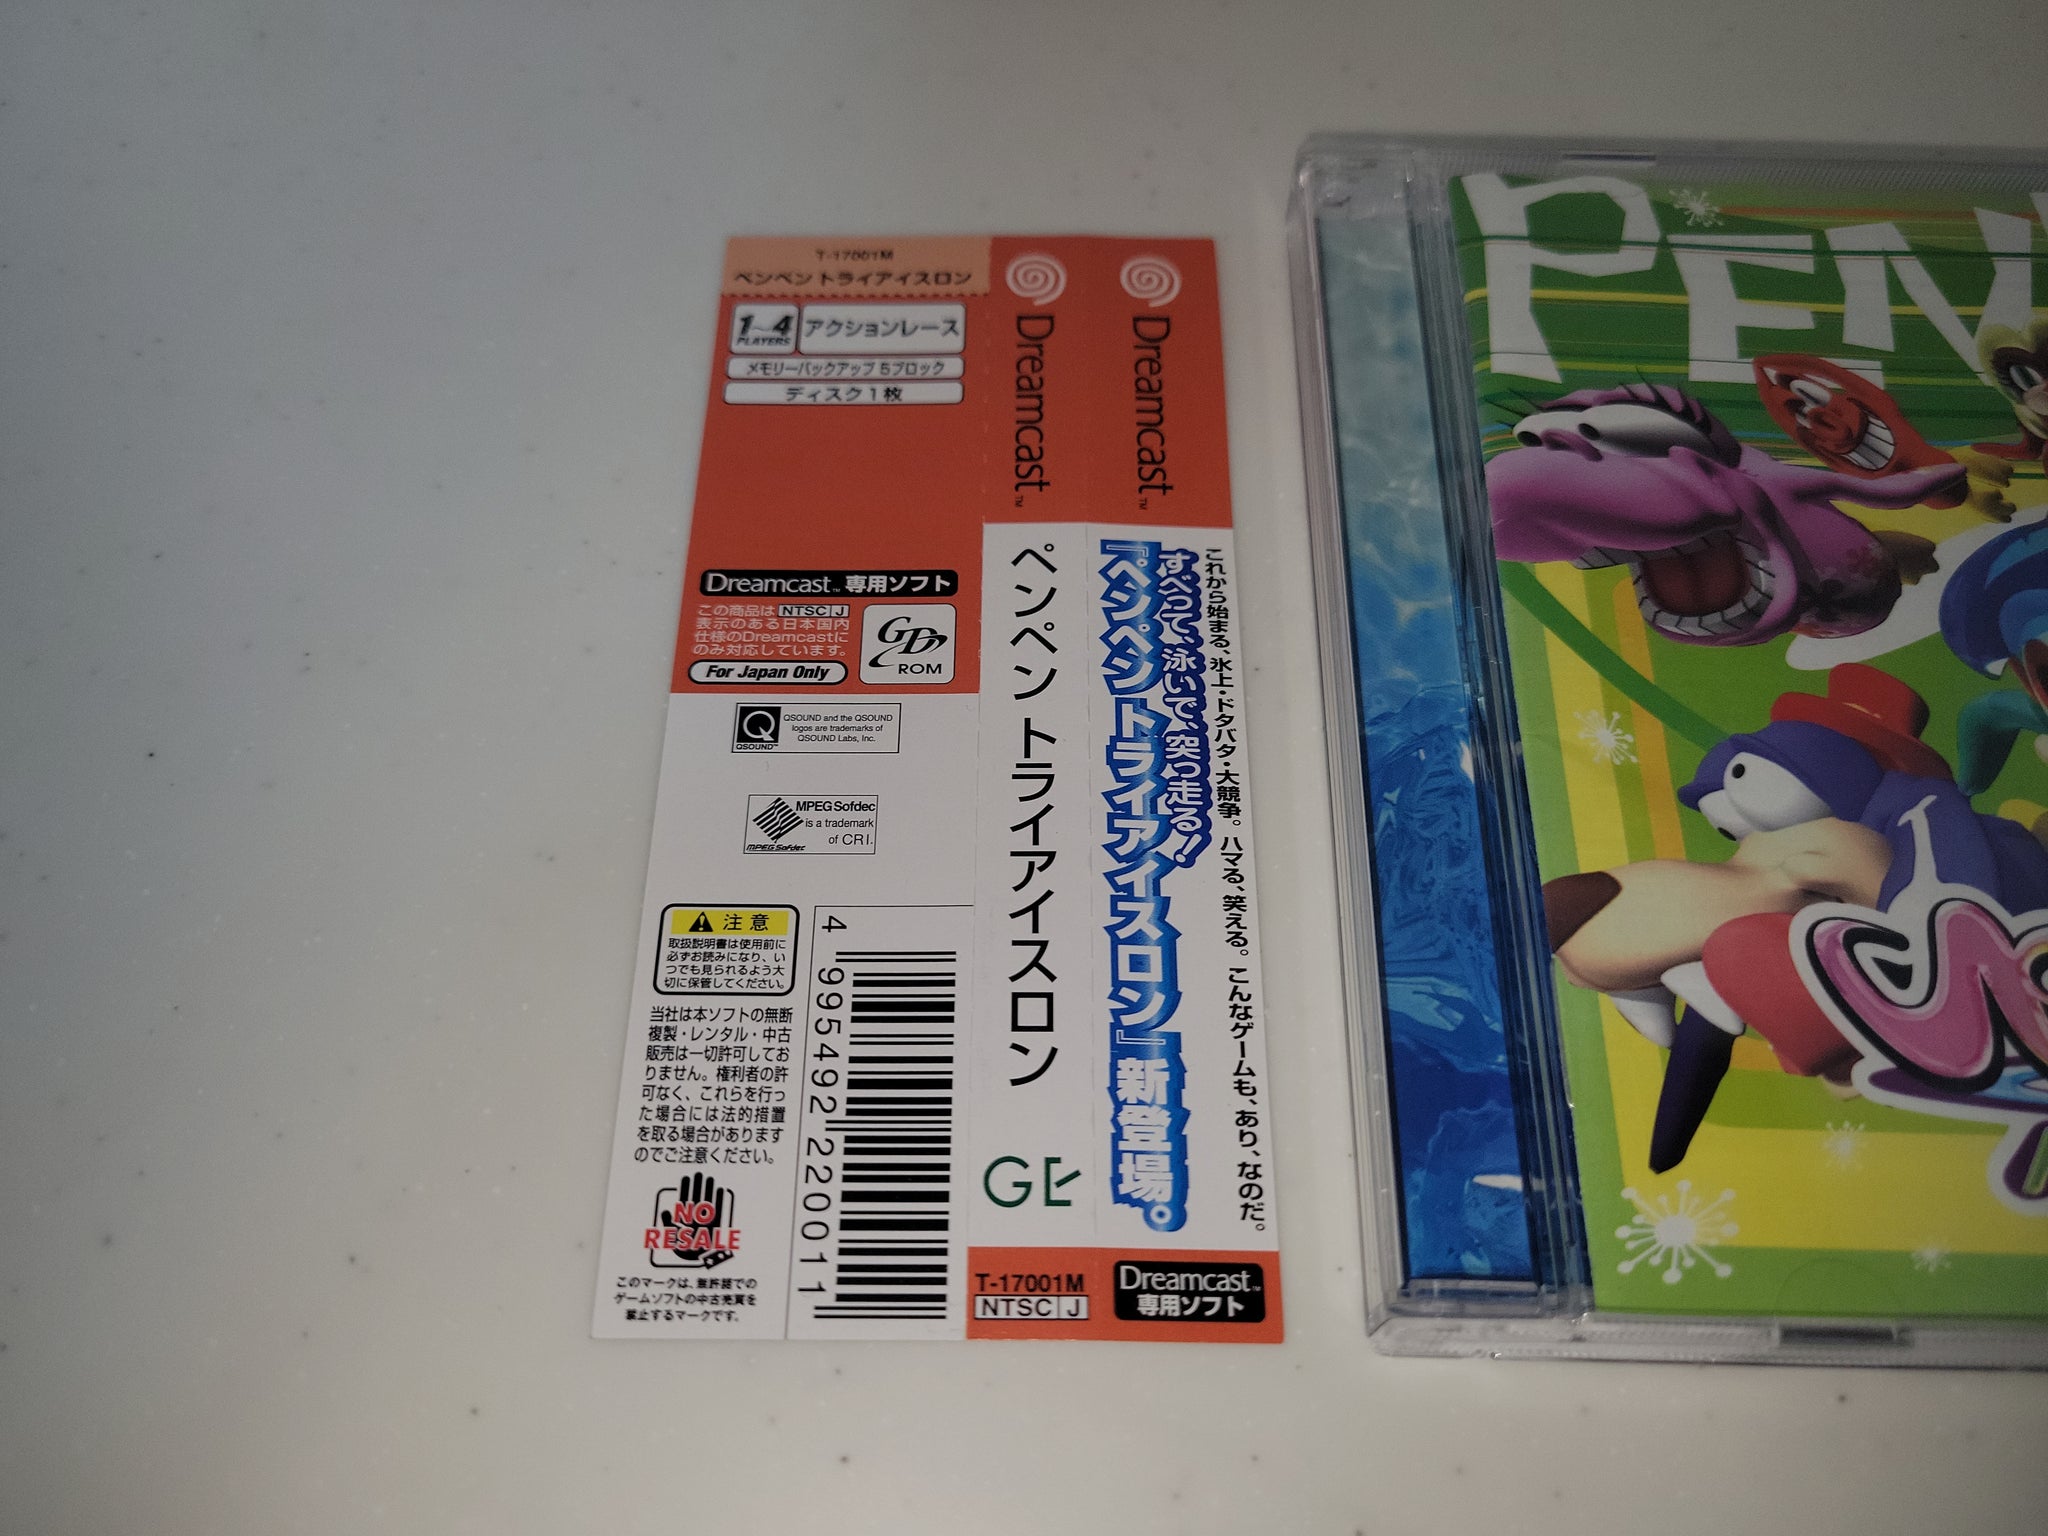 T-17001M
ペンペン トライアイスロン
1~4
PLAYERS
アクションレース
メモリーバックアップ 5ブロック
ディスク1枚
Dreamcast™ 専用ソフト
この商品は NTSC J
表示のある日本国内
仕様のDreamcastに
のみ対応しています。
For Japan Only
GD
ROM
QSOUND™
QSOUND and the QSOUND
logos are trademarks of
QSOUND Labs, Inc.
MPEG Sofdec
is a trademark
of CRI.
MPEG Sofdec
注意
取扱説明書は使用前に
必ずお読みになり、い
つでも見られるよう大
切に保管してください。
当社は本ソフトの無断
複製・レンタル・中古
販売は一切許可してお
りません。権利者の許
可なく、これらを行っ
た場合には法的措置
を取る場合があります
のでご注意ください。
NO
RESALE
このマークは、無許諾での
ゲームソフトの中古売買を
禁止するマークです。
4 995492 220011
Dreamcast™
ペンペン トライアイスロン
GE
T-17001M
NTSC J
Dreamcast™
これから始まる、氷上・ドタバタ・大競争。ハマる、笑える。こんなゲームも、あり、なのだ。
すべって、泳いで、突っ走る!
『ペンペン トライアイスロン』新登場。
Dreamcast™
専用ソフト
PEN